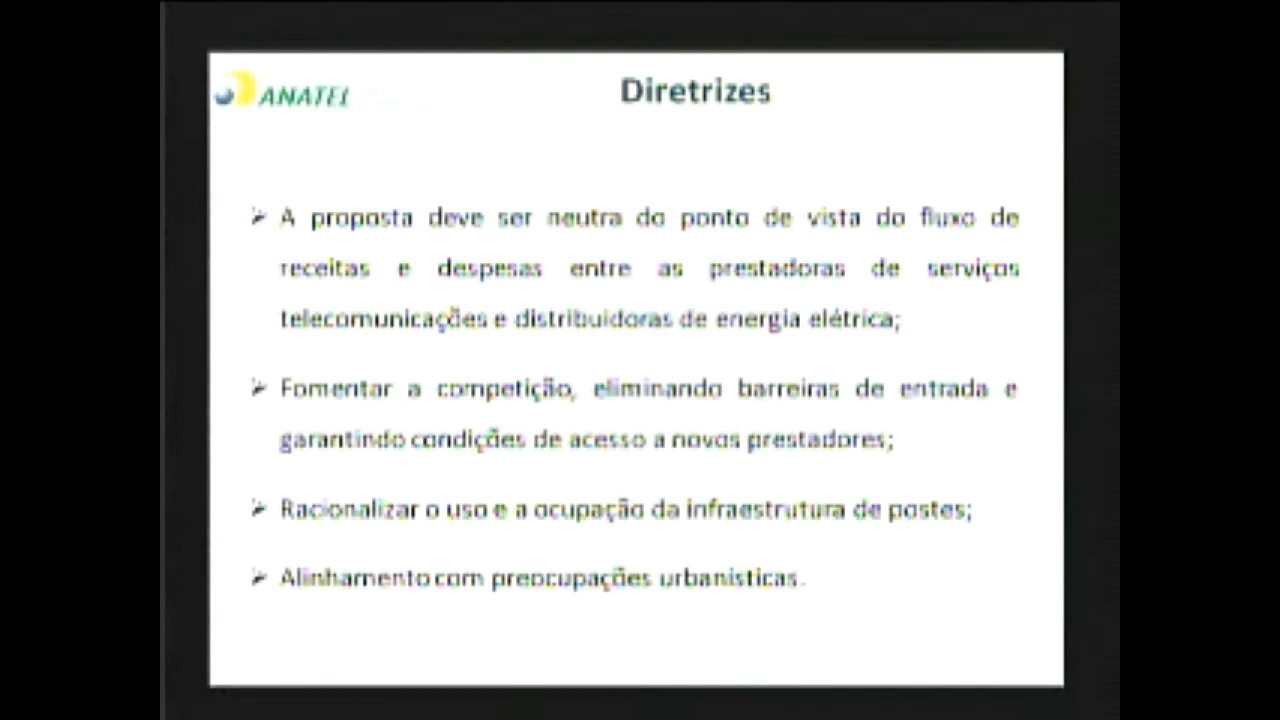 ANATEL
Diretrizes
A proposta deve ser neutra do ponto de vista do fluxo de
receitas e despesas entre as prestadoras de serviços
telecomunicações e distribuidoras de energia elétrica;
Fomentar a competição, eliminando barreiras de entrada e
garantindo condições de acesso a novos prestadores;
Racionalizar o uso e a ocupação da infraestrutura de postes;
Alinhamento com preocupações urbanísticas.